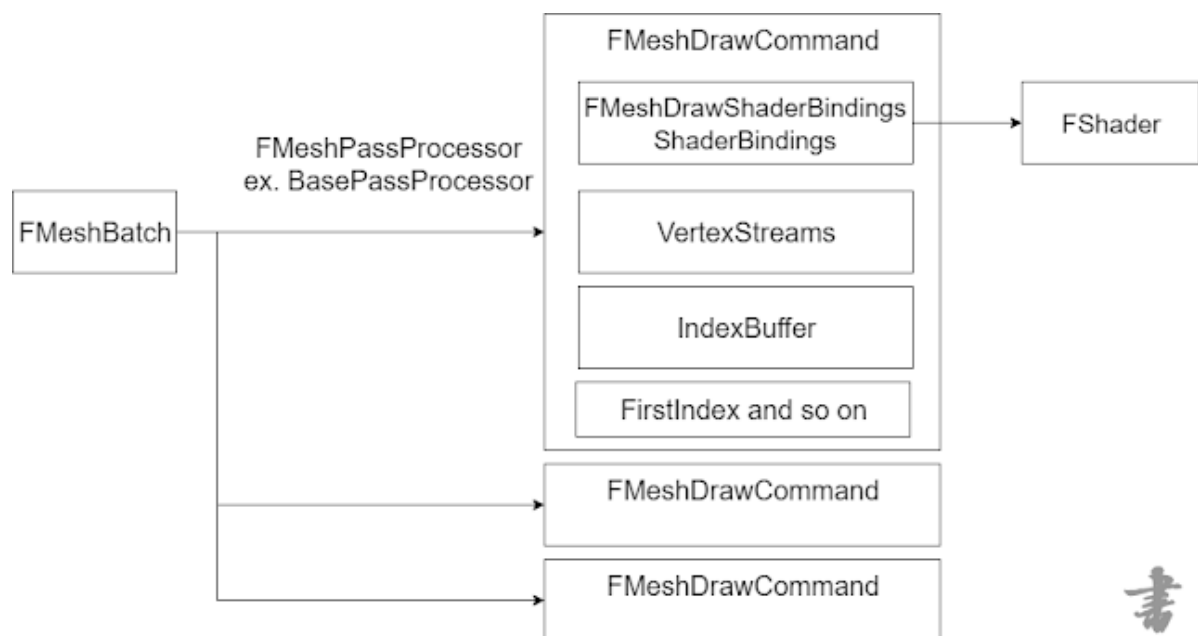 FMeshDrawCommand
FMeshDrawShaderBindings
ShaderBindings
FShader
FMeshPassProcessor
ex. BasePassProcessor
FMeshBatch
VertexStreams
IndexBuffer
FirstIndex and so on
FMeshDrawCommand
FMeshDrawCommand
書